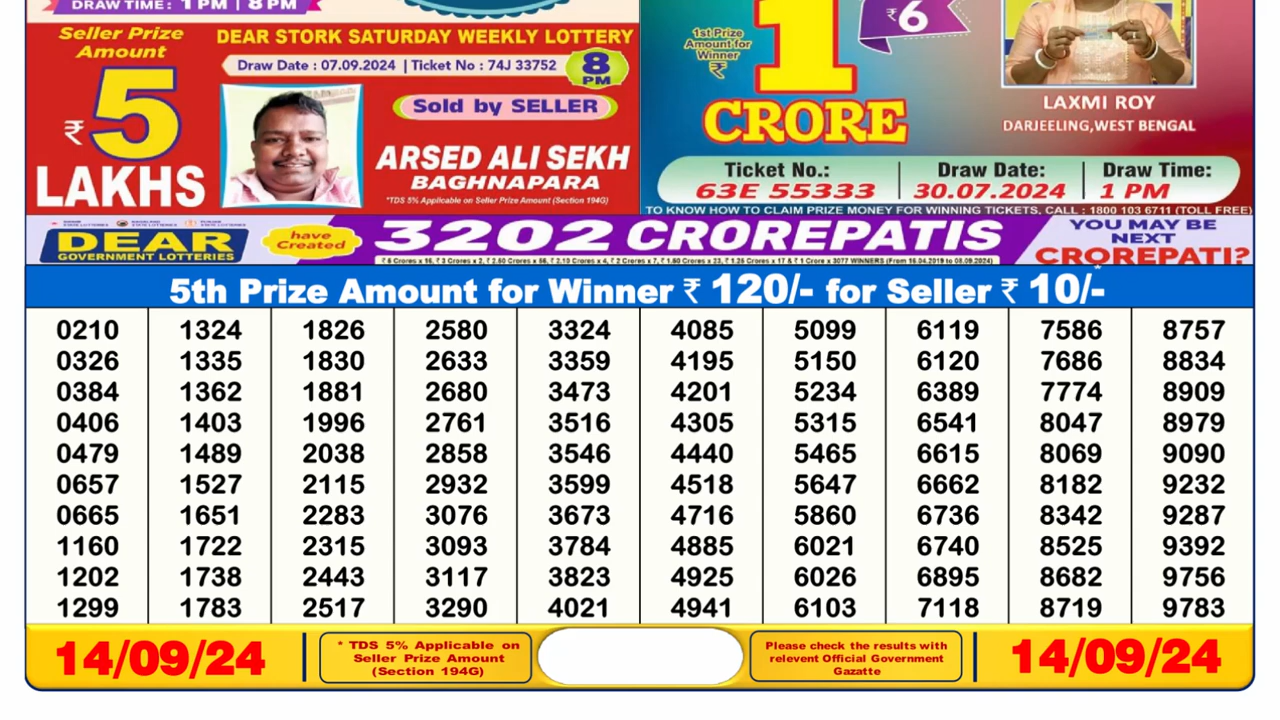 DRAW TIME: 1 PM | 8 PM
Seller Prize
Amount
₹5
LAKHS
DEAR STORK SATURDAY WEEKLY LOTTERY
Draw Date : 07.09.2024 | Ticket No : 74J 33752
8
PM
Sold by SELLER
ARSED ALI SEKH
BAGHNAPARA
*TDS 5% Applicable on Seller Prize Amount (Section 194G)
1st Prize
Amount for
Winner
₹
1
CRORE
₹6
LAXMI ROY
DARJEELING,WEST BENGAL
Ticket No.: Draw Date: Draw Time:
63E 55333 30.07.2024 1 PM
TO KNOW HOW TO CLAIM PRIZE MONEY FOR WINNING TICKETS, CALL : 1800 103 6711 (TOLL FREE)
DEAR
GOVERNMENT LOTTERIES
have
Created
3202 CROREPATIS
YOU MAY BE
NEXT
CROREPATI?
5th Prize Amount for Winner ₹ 120/- for Seller ₹ 10/-*
0210 1324 1826 2580 3324 4085 5099 6119 7586 8757
0326 1335 1830 2633 3359 4195 5150 6120 7686 8834
0384 1362 1881 2680 3473 4201 5234 6389 7774 8909
0406 1403 1996 2761 3516 4305 5315 6541 8047 8979
0479 1489 2038 2858 3546 4440 5465 6615 8069 9090
0657 1527 2115 2932 3599 4518 5647 6662 8182 9232
0665 1651 2283 3076 3673 4716 5860 6736 8342 9287
1160 1722 2315 3093 3784 4885 6021 6740 8525 9392
1202 1738 2443 3117 3823 4925 6026 6895 8682 9756
1299 1783 2517 3290 4021 4941 6103 7118 8719 9783
14/09/24
* TDS 5% Applicable on
Seller Prize Amount
(Section 194G)
Please check the results with
relevent Official Government
Gazatte
14/09/24